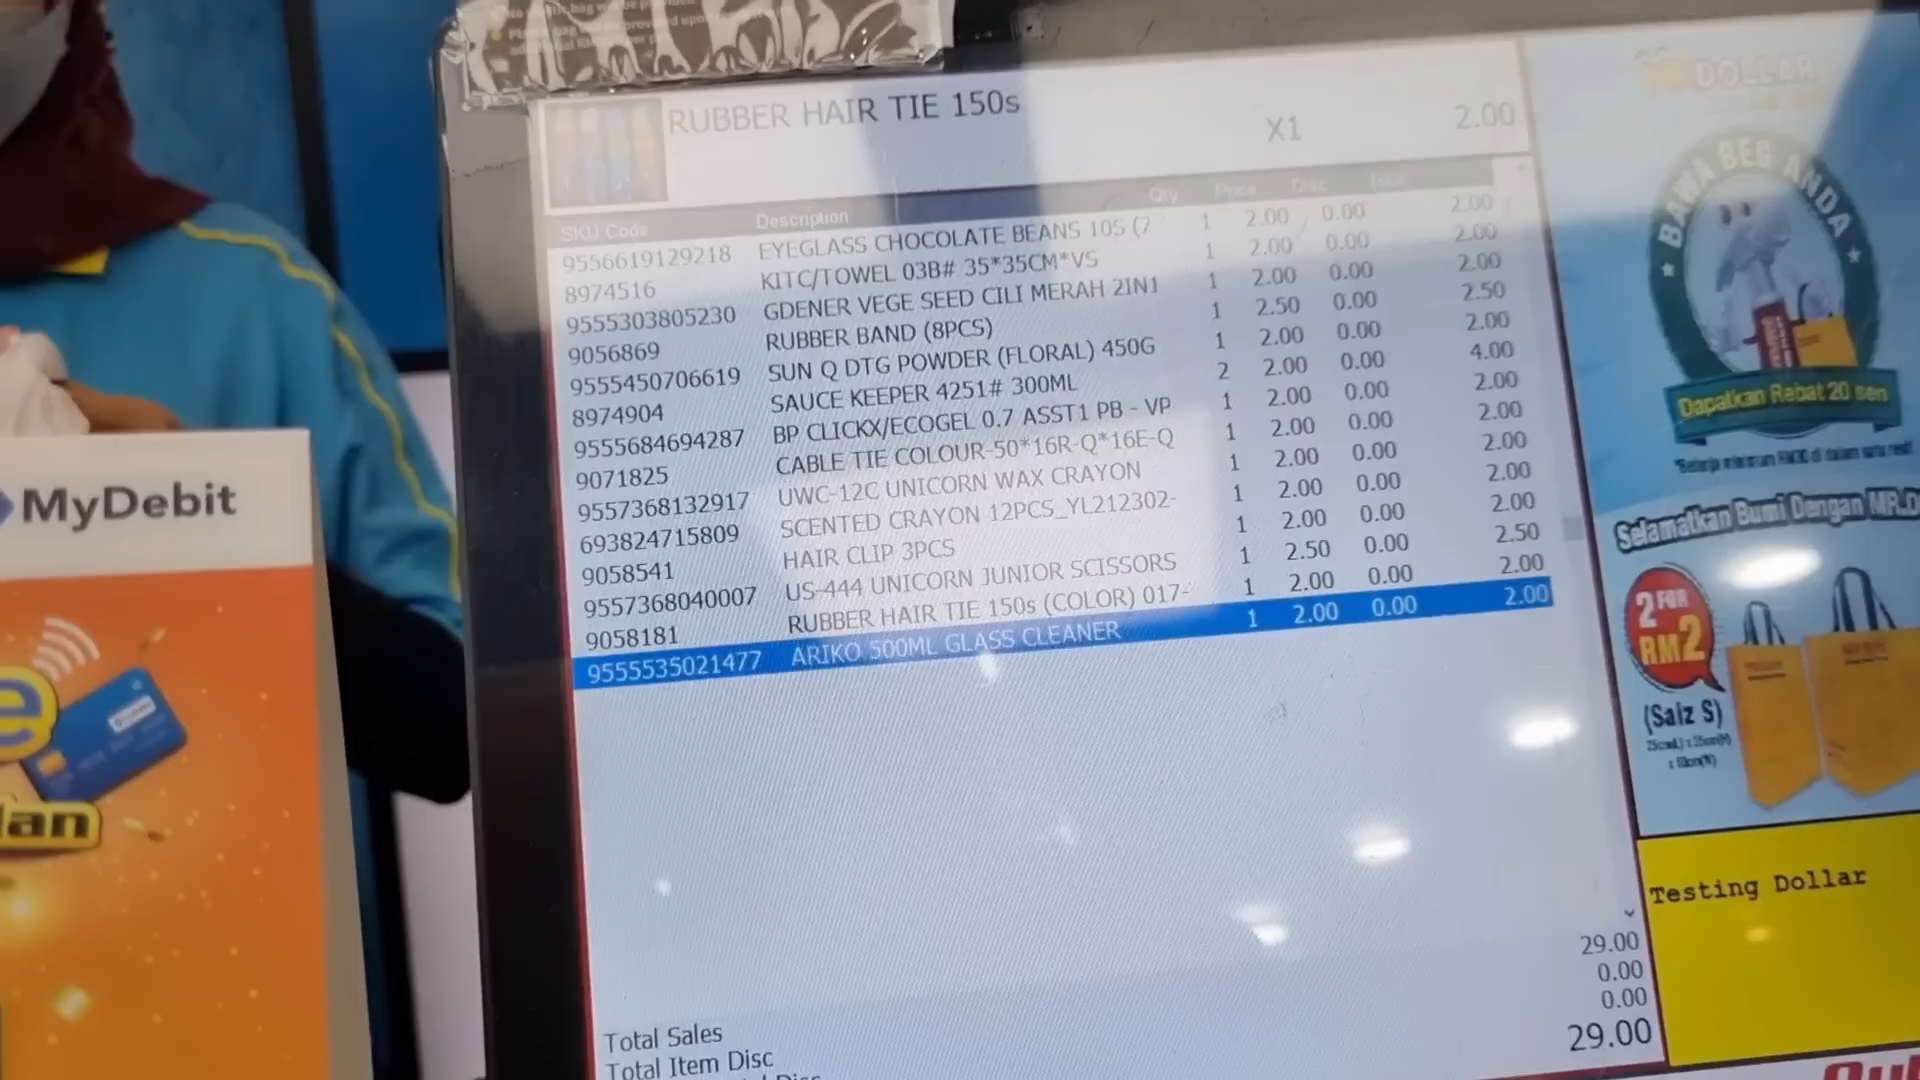 RUBBER HAIR TIE 150s X1 2.00
SKU Code Description Qty Price Disc Total
9556619129218 EYEGLASS CHOCOLATE BEANS 10S (7 1 2.00 0.00 2.00
8974516 KITC/TOWEL 03B# 35*35CM*VS 1 2.00 0.00 2.00
9555303805230 GDENER VEGE SEED CILI MERAH 2IN1 1 2.00 0.00 2.00
9056869 RUBBER BAND (8PCS) 1 2.50 0.00 2.50
9555450706619 SUN Q DTG POWDER (FLORAL) 450G 1 2.00 0.00 2.00
8974904 SAUCE KEEPER 4251# 300ML 2 2.00 0.00 4.00
9555684694287 BP CLICKX/ECOGEL 0.7 ASST1 PB - VP 1 2.00 0.00 2.00
9071825 CABLE TIE COLOUR-50*16R-Q*16E-Q 1 2.00 0.00 2.00
9557368132917 UWC-12C UNICORN WAX CRAYON 1 2.00 0.00 2.00
693824715809 SCENTED CRAYON 12PCS_YL212302- 1 2.00 0.00 2.00
9058541 HAIR CLIP 3PCS 1 2.00 0.00 2.00
9557368040007 US-444 UNICORN JUNIOR SCISSORS 1 2.50 0.00 2.50
9058181 RUBBER HAIR TIE 150s (COLOR) 017- 1 2.00 0.00 2.00
9555535021477 ARIKO 500ML GLASS CLEANER 1 2.00 0.00 2.00
29.00
0.00
0.00
29.00
Total Sales
Total Item Disc
MyDebit
e
lan
DOLLAR
BAWA BEG ANDA
Dapatkan Rebat 20 sen
Selamatkan Bumi Dengan MR.D
2 FOR
RM2
(Saiz S)
Testing Dollar